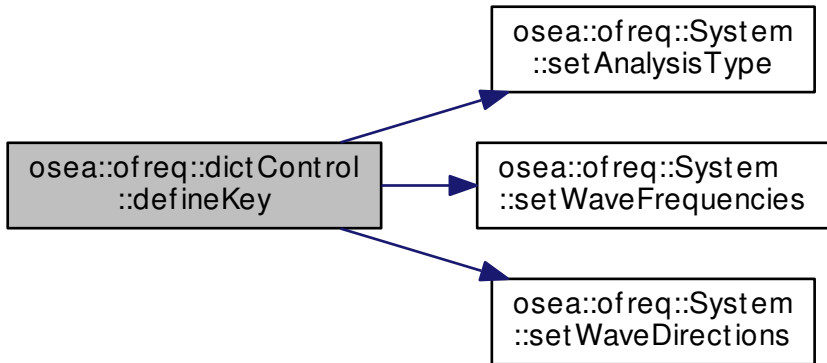 osea::ofreq::System
::setAnalysisType
osea::ofreq::dictControl
::defineKey
osea::ofreq::System
::setWaveFrequencies
osea::ofreq::System
::setWaveDirections